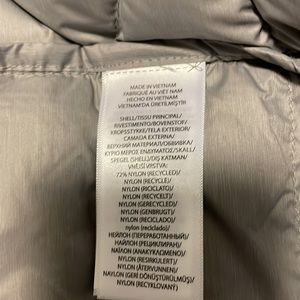 MADE IN VIETNAM
FABRIQUÉ AU VIÊT NAM
HECHO EN VIETNAM
VIETNAM'DA ÜRETİLMİŞTİR
SHELL/TISSU PRINCIPAL/
RIVESTIMENTO/BOVENSTOF/
KROPSSTYKKE/TELA EXTERIOR/
CAMADA EXTERNA/
ВЕРХНИЙ МАТЕРИАЛ/ОБВИВКА/
ΚΥΡΙΟ ΜΕΡΟΣ ΕΝΔΥΜΑΤΟΣ/SKALL/
SPEGEL (SHELL)/DIŞ KATMAN/
VNĚJŠÍ VRSTVA:
72% NYLON (RECYCLED)/
NYLON (RECYCLÉ)/
NYLON (RICICLATO)/
NYLON (RECYCELT)/
NYLON (GERECYCLED)/
NYLON (GENBRUGT)/
NYLON (RECICLADO)/
nylon (reciclado)/
НЕЙЛОН (ПЕРЕРАБОТАННЫЙ)/
НАЙЛОН (РЕЦИКЛИРАН)/
ΝΑΪΛΟΝ (ΑΝΑΚΥΚΛΩΜΕΝΟ)/
NYLON (RESIRKULERT)/
NYLON (ÅTERVUNNEN)/
NAYLON (GERİ DÖNÜŞTÜRÜLMÜŞ)/